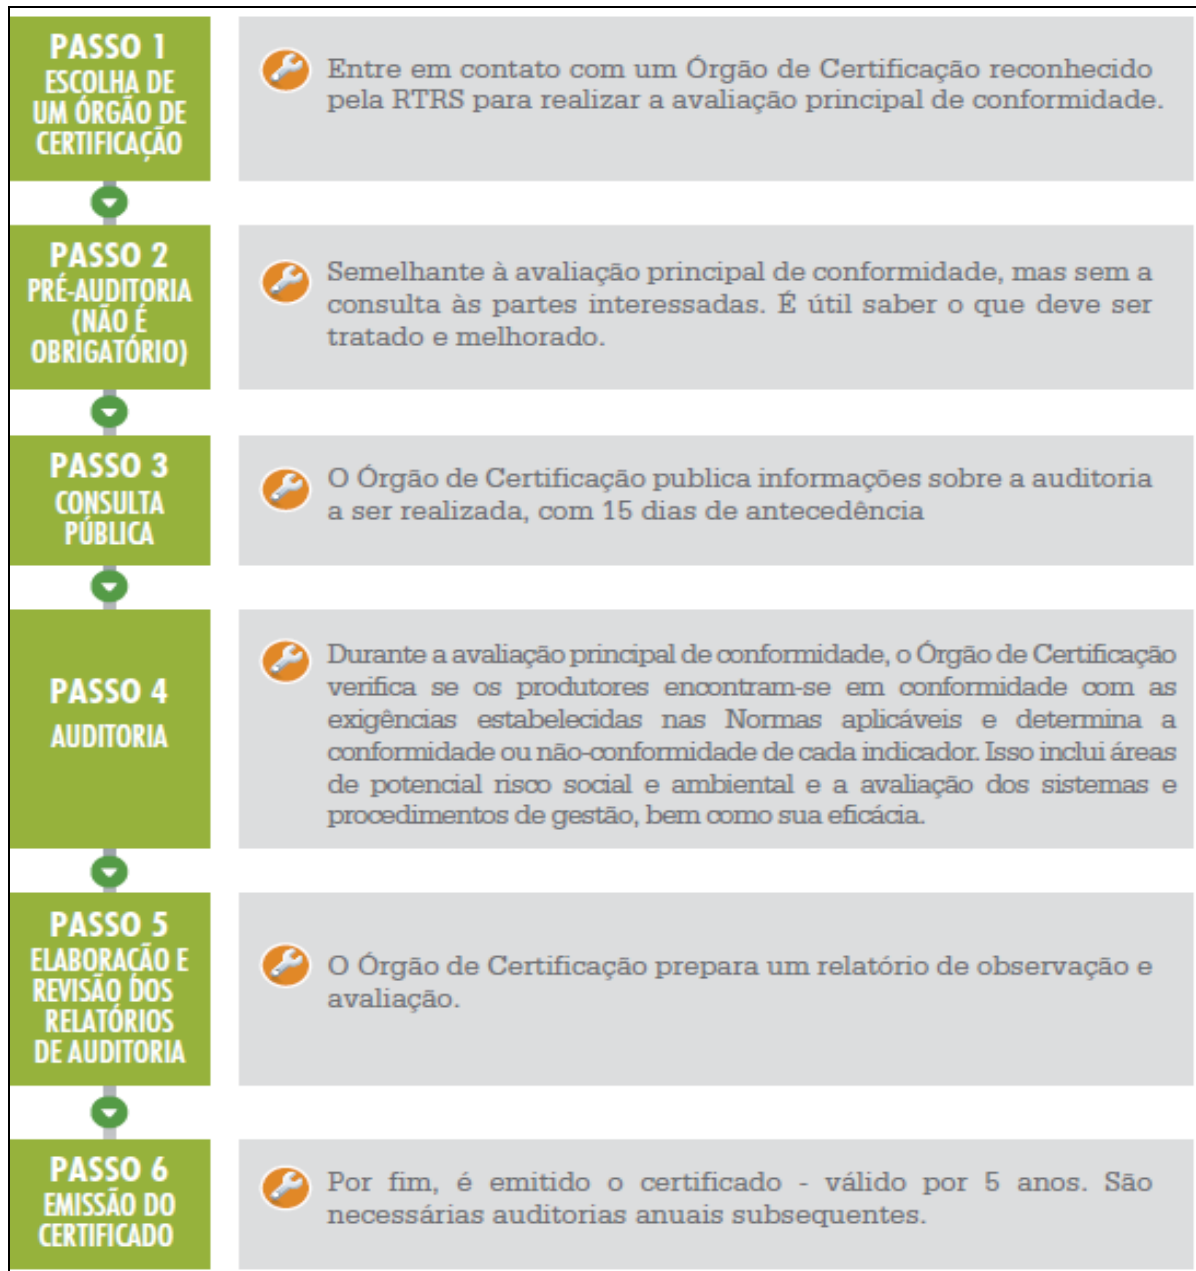 PASSO 1
ESCOLHA DE
UM ÓRGÃO DE
CERTIFICAÇÃO
Entre em contato com um Órgão de Certificação reconhecido
pela RTRS para realizar a avaliação principal de conformidade.
PASSO 2
PRÉ-AUDITORIA
(NÃO É
OBRIGATÓRIO)
Semelhante à avaliação principal de conformidade, mas sem a
consulta às partes interessadas. É útil saber o que deve ser
tratado e melhorado.
PASSO 3
CONSULTA
PÚBLICA
O Órgão de Certificação publica informações sobre a auditoria
a ser realizada, com 15 dias de antecedência
PASSO 4
AUDITORIA
Durante a avaliação principal de conformidade, o Órgão de Certificação
verifica se os produtores encontram-se em conformidade com as
exigências estabelecidas nas Normas aplicáveis e determina a
conformidade ou não-conformidade de cada indicador. Isso inclui áreas
de potencial risco social e ambiental e a avaliação dos sistemas e
procedimentos de gestão, bem como sua eficácia.
PASSO 5
ELABORACÃO E
REVISÃO DOS
RELATÓRIOS
DE AUDITORIA
O Órgão de Certificação prepara um relatório de observação e
avaliação.
PASSO 6
EMISSÃO DO
CERTIFICADO
Por fim, é emitido o certificado - válido por 5 anos. São
necessárias auditorias anuais subsequentes.